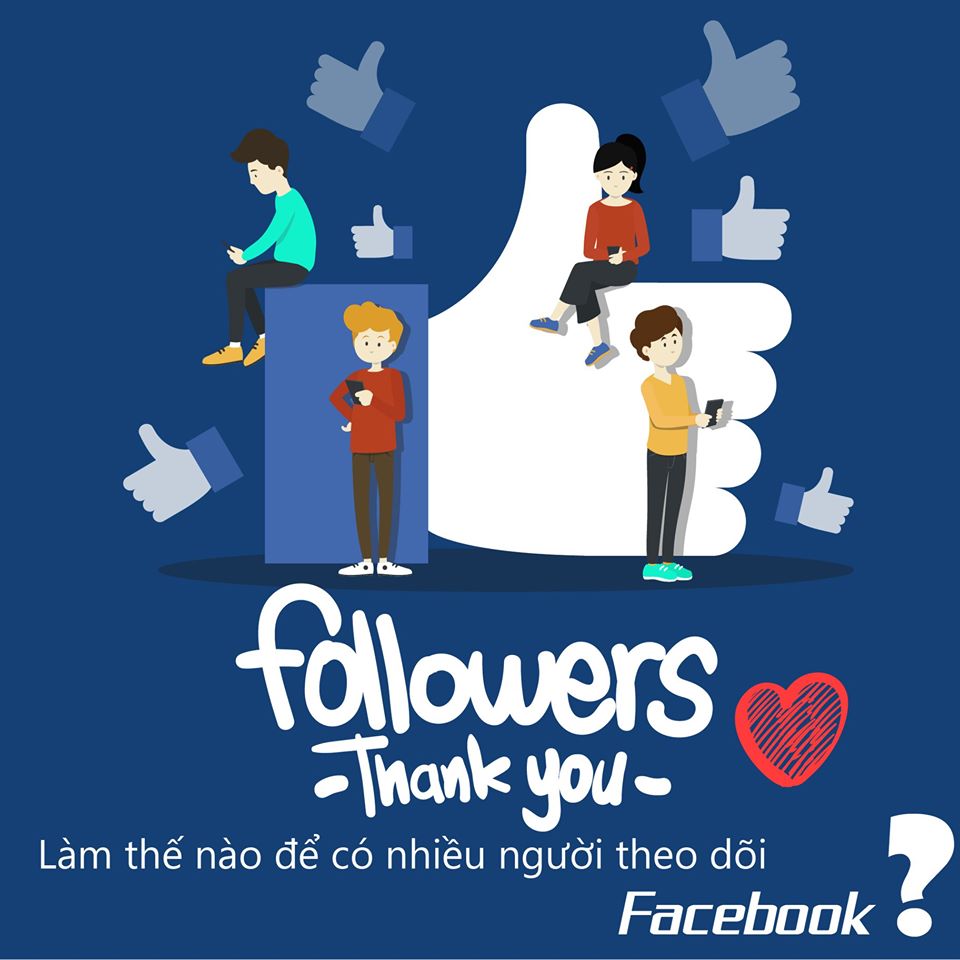 followers
- Thank you -
Làm thế nào để có nhiều người theo dõi
Facebook ?